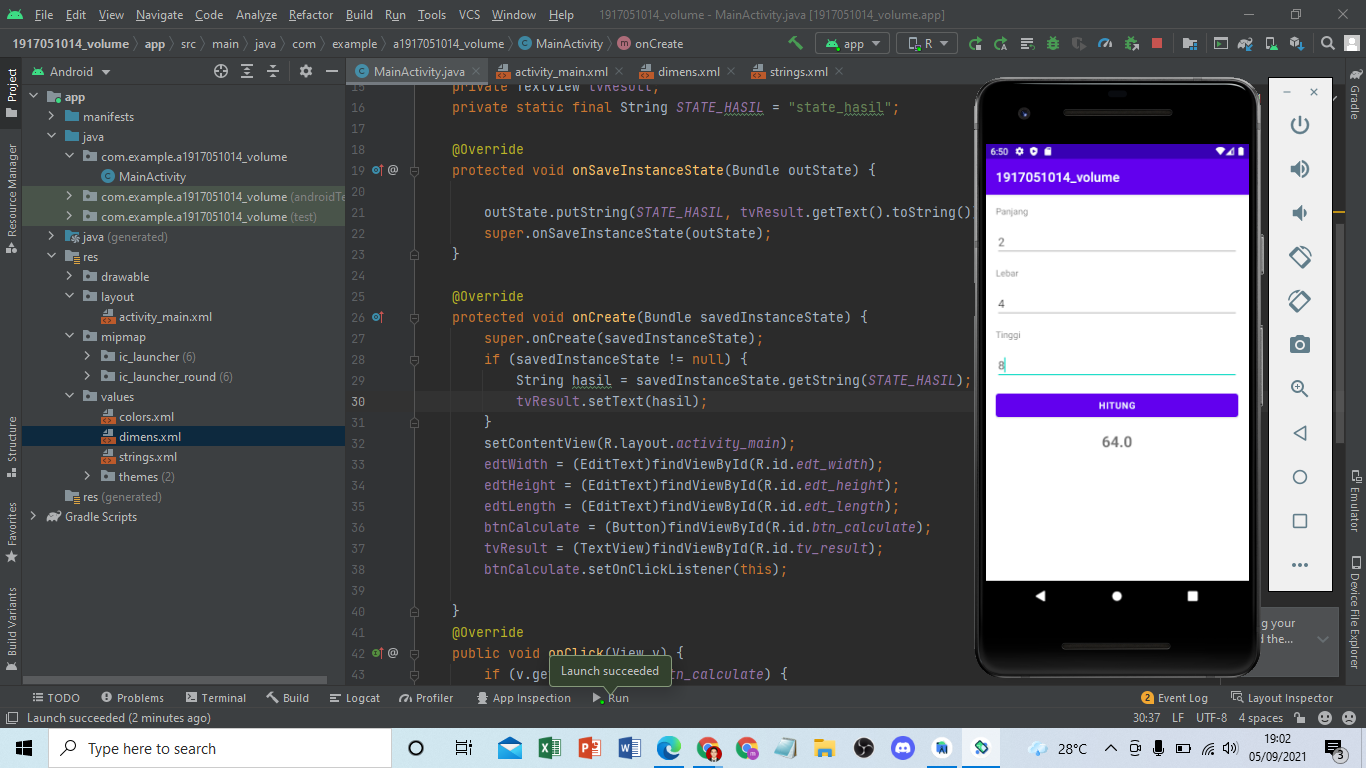 File Edit View Navigate Code Analyze Refactor Build Run Tools VCS Window Help 1917051014_volume - MainActivity.java [1917051014_volume.app]
1917051014_volume app src main java com example a1917051014_volume MainActivity onCreate app R
Project
Resource Manager
Structure
Favorites
Build Variants
Android
app
manifests
java
com.example.a1917051014_volume
MainActivity
com.example.a1917051014_volume (androidTe
com.example.a1917051014_volume (test)
java (generated)
res
drawable
layout
activity_main.xml
mipmap
ic_launcher (6)
ic_launcher_round (6)
values
colors.xml
dimens.xml
strings.xml
themes (2)
res (generated)
Gradle Scripts
MainActivity.java activity_main.xml dimens.xml strings.xml
15 private TextView tvResult;
16 private static final String STATE_HASIL = "state_hasil";
17
18 @Override
19 protected void onSaveInstanceState(Bundle outState) {
20
21 outState.putString(STATE_HASIL, tvResult.getText().toString()
22 super.onSaveInstanceState(outState);
23 }
24
25 @Override
26 protected void onCreate(Bundle savedInstanceState) {
27 super.onCreate(savedInstanceState);
28 if (savedInstanceState != null) {
29 String hasil = savedInstanceState.getString(STATE_HASIL);
30 tvResult.setText(hasil);
31 }
32 setContentView(R.layout.activity_main);
33 edtWidth = (EditText)findViewById(R.id.edt_width);
34 edtHeight = (EditText)findViewById(R.id.edt_height);
35 edtLength = (EditText)findViewById(R.id.edt_length);
36 btnCalculate = (Button)findViewById(R.id.btn_calculate);
37 tvResult = (TextView)findViewById(R.id.tv_result);
38 btnCalculate.setOnClickListener(this);
39
40 }
41 @Override
42 public void onClick(View v) {
43 if (v.ge tn_calculate) {
Launch succeeded
6:50
1917051014_volume
Panjang
2
Lebar
4
Tinggi
8
HITUNG
64.0
g your
d the...
Gradle
Emulator
Device File Explorer
TODO Problems Terminal Build Logcat Profiler App Inspection Run 2 Event Log Layout Inspector
Launch succeeded (2 minutes ago) 30:37 LF UTF-8 4 spaces
Type here to search 28°C 19:02
05/09/2021
3